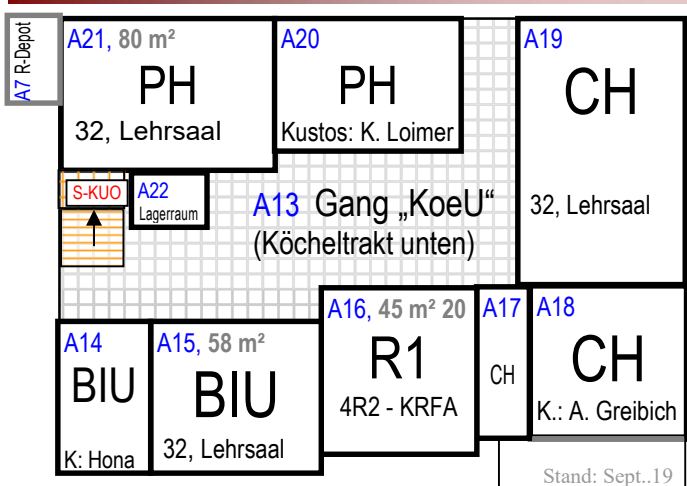 A7 R-Depot
A21, 80 m²
PH
32, Lehrsaal
A20
PH
Kustos: K. Loimer
A19
CH
32, Lehrsaal
S-KUO
A22
Lagerraum
A13 Gang „KoeU“
(Köcheltrakt unten)
A14
BIU
K: Hona
A15, 58 m²
BIU
32, Lehrsaal
A16, 45 m² 20
R1
4R2 - KRFA
A17
CH
A18
CH
K.: A. Greibich
Stand: Sept..19